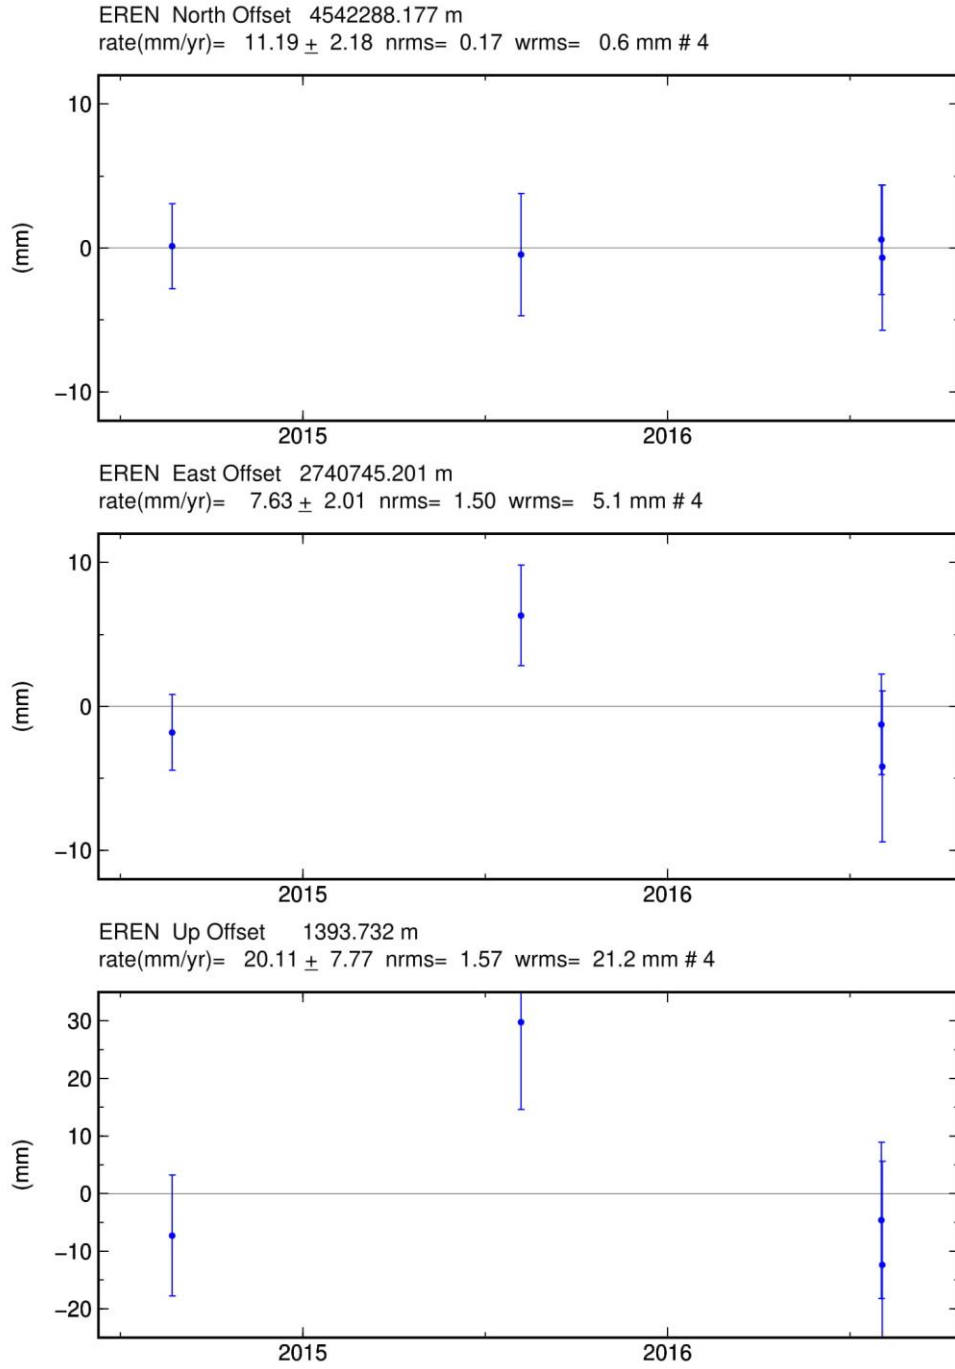 EREN North Offset 4542288.177 m
rate(mm/yr)= 11.19 ± 2.18 nrms= 0.17 wrms= 0.6 mm # 4
10
0
−10
(mm)
2015 2016
EREN East Offset 2740745.201 m
rate(mm/yr)= 7.63 ± 2.01 nrms= 1.50 wrms= 5.1 mm # 4
10
0
−10
(mm)
2015 2016
EREN Up Offset 1393.732 m
rate(mm/yr)= 20.11 ± 7.77 nrms= 1.57 wrms= 21.2 mm # 4
30
20
10
0
−10
−20
(mm)
2015 2016